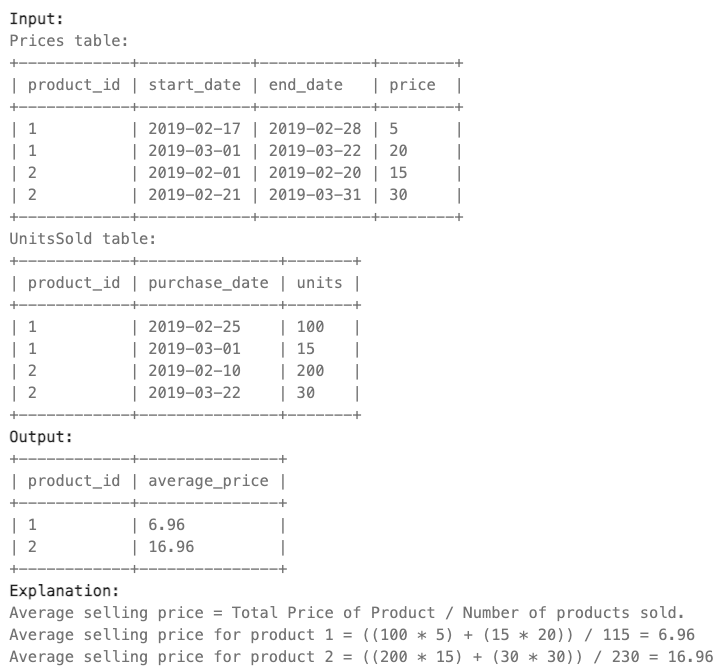 Input:
Prices table:
+------------+------------+------------+--------+
| product_id | start_date | end_date   | price  |
+------------+------------+------------+--------+
| 1          | 2019-02-17 | 2019-02-28 | 5      |
| 1          | 2019-03-01 | 2019-03-22 | 20     |
| 2          | 2019-02-01 | 2019-02-20 | 15     |
| 2          | 2019-02-21 | 2019-03-31 | 30     |
+------------+------------+------------+--------+
UnitsSold table:
+------------+---------------+-------+
| product_id | purchase_date | units |
+------------+---------------+-------+
| 1          | 2019-02-25    | 100   |
| 1          | 2019-03-01    | 15    |
| 2          | 2019-02-10    | 200   |
| 2          | 2019-03-22    | 30    |
+------------+---------------+-------+
Output:
+------------+---------------+
| product_id | average_price |
+------------+---------------+
| 1          | 6.96          |
| 2          | 16.96         |
+------------+---------------+
Explanation:
Average selling price = Total Price of Product / Number of products sold.
Average selling price for product 1 = ((100 * 5) + (15 * 20)) / 115 = 6.96
Average selling price for product 2 = ((200 * 15) + (30 * 30)) / 230 = 16.96